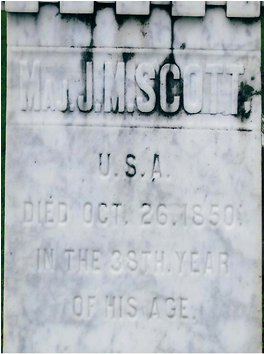 MAJ. J.M. SCOTT.
U.S.A.
DIED OCT. 26. 1850.
IN THE 38TH. YEAR
OF HIS AGE.